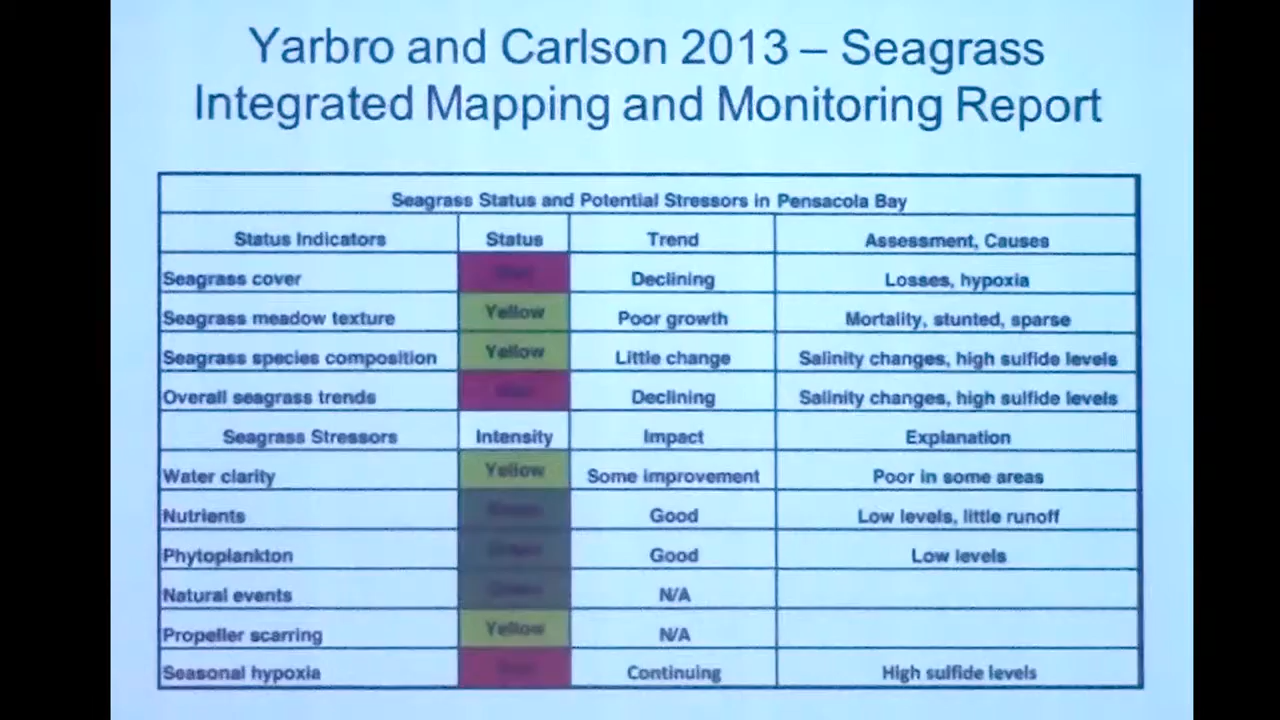 Yarbro and Carlson 2013 – Seagrass
Integrated Mapping and Monitoring Report
Seagrass Status and Potential Stressors in Pensacola Bay
Status Indicators Status Trend Assessment, Causes
Seagrass cover Declining Losses, hypoxia
Seagrass meadow texture Yellow Poor growth Mortality, stunted, sparse
Seagrass species composition Yellow Little change Salinity changes, high sulfide levels
Overall seagrass trends Declining Salinity changes, high sulfide levels
Seagrass Stressors Intensity Impact Explanation
Water clarity Yellow Some improvement Poor in some areas
Nutrients Green Good Low levels, little runoff
Phytoplankton Green Good Low levels
Natural events Green N/A
Propeller scarring Yellow N/A
Seasonal hypoxia Continuing High sulfide levels